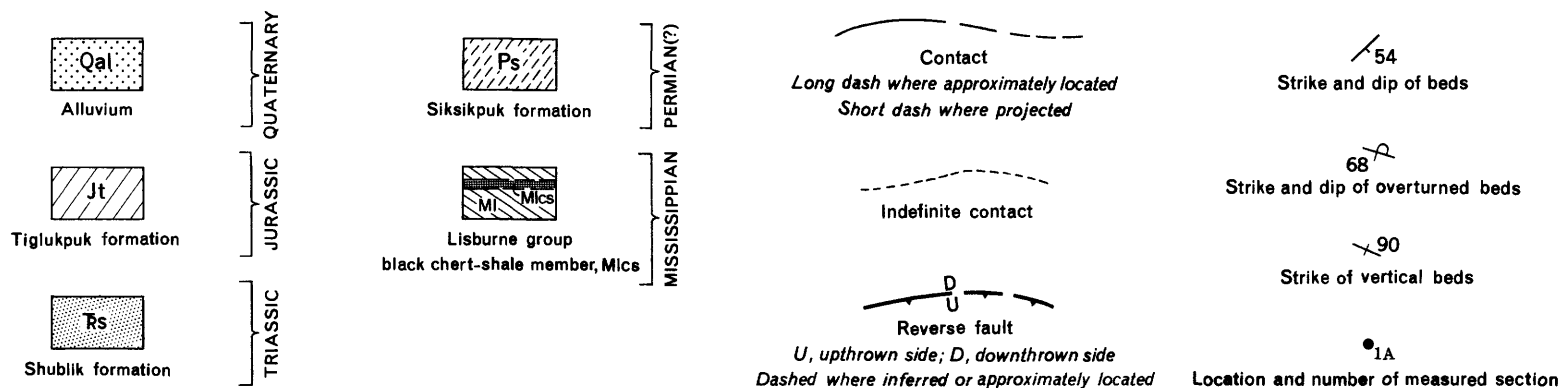 Qal
Alluvium
QUATERNARY
Jt
Tiglukpuk formation
JURASSIC
T̅Rs
Shublik formation
TRIASSIC
Ps
Siksikpuk formation
PERMIAN(?)
Ml
Mlcs
Lisburne group
black chert-shale member, Mlcs
MISSISSIPPIAN
Contact
Long dash where approximately located
Short dash where projected
Indefinite contact
D
U
Reverse fault
U, upthrown side; D, downthrown side
Dashed where inferred or approximately located
54
Strike and dip of beds
68
Strike and dip of overturned beds
90
Strike of vertical beds
1A
Location and number of measured section